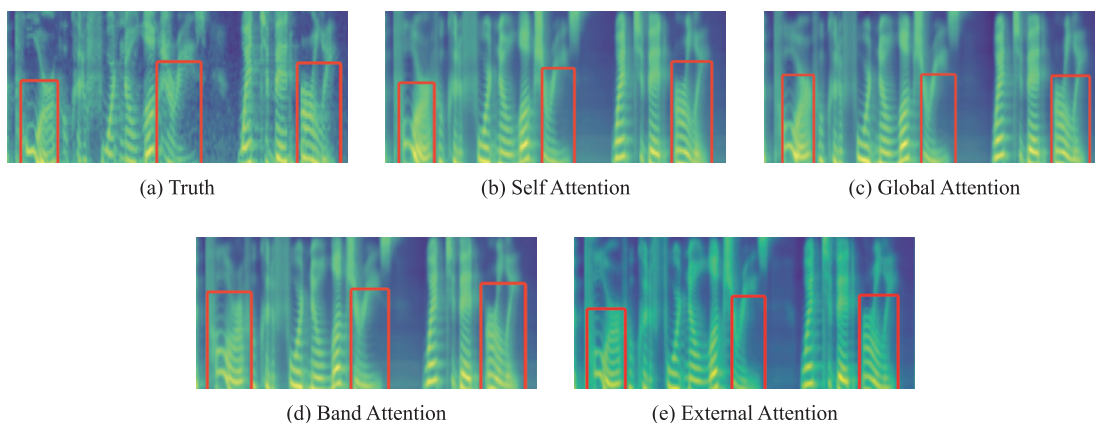 (a) Truth
(b) Self Attention
(c) Global Attention
(d) Band Attention
(e) External Attention